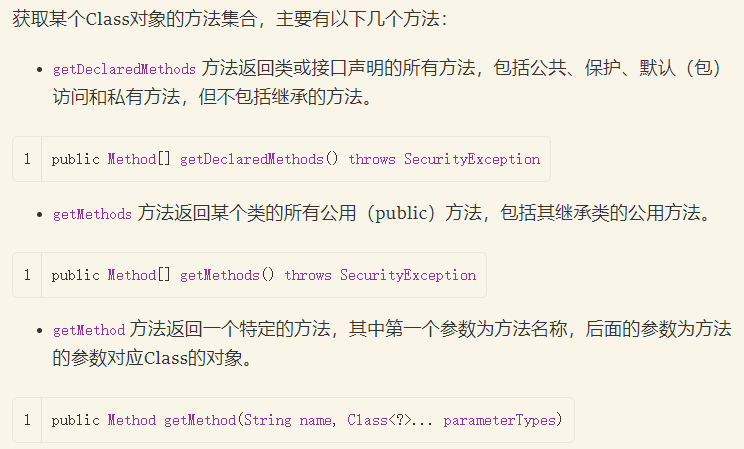 获取某个Class对象的方法集合，主要有以下几个方法：
• getDeclaredMethods 方法返回类或接口声明的所有方法，包括公共、保护、默认（包）
访问和私有方法，但不包括继承的方法。
1 public Method[] getDeclaredMethods() throws SecurityException
• getMethods 方法返回某个类的所有公用（public）方法，包括其继承类的公用方法。
1 public Method[] getMethods() throws SecurityException
• getMethod 方法返回一个特定的方法，其中第一个参数为方法名称，后面的参数为方法
的参数对应Class的对象。
1 public Method getMethod(String name, Class<?>... parameterTypes)